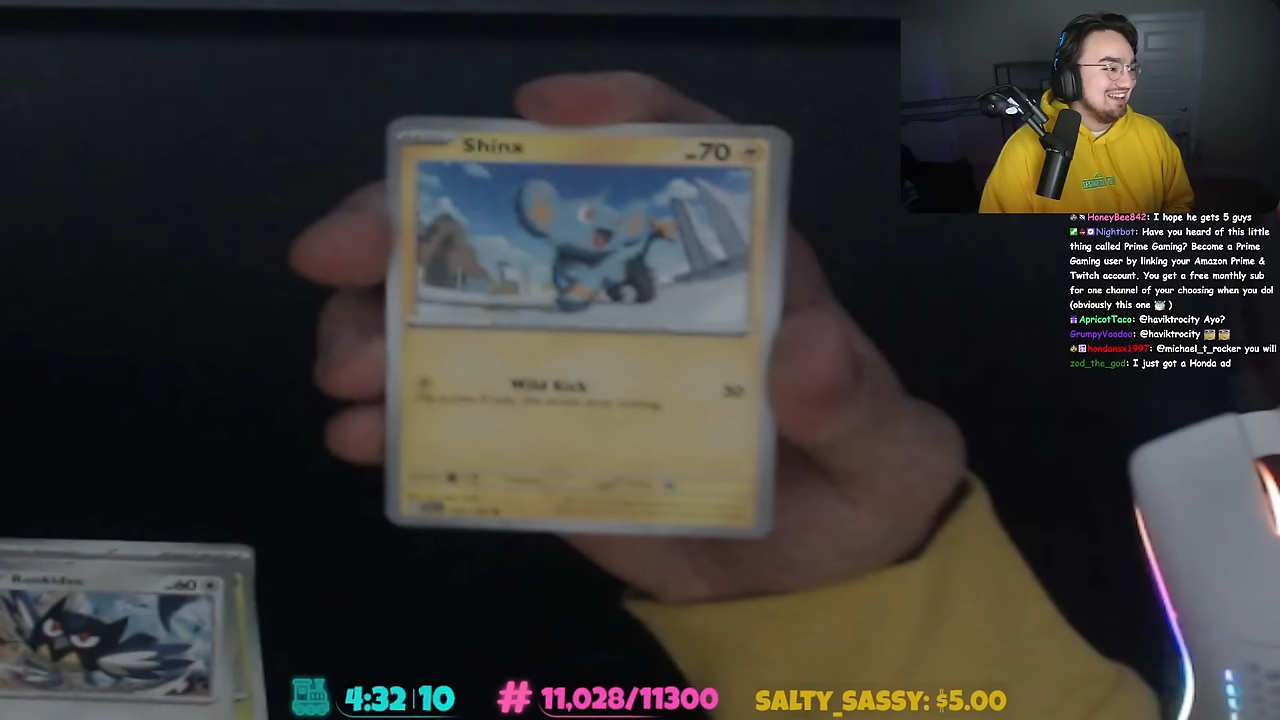 Shinx
70
Wild Kick
30
60
HoneyBee842: I hope he gets 5 guys
Nightbot: Have you heard of this little
thing called Prime Gaming? Become a Prime
Gaming user by linking your Amazon Prime &
Twitch account. You get a free monthly sub
for one channel of your choosing when you do!
(obviously this one )
ApricotTaco: @haviktrocity Ayo?
GrumpyVoodoo: @haviktrocity
hondansx1997: @michael_t_rocker you will
zod_the_god: I just got a Honda ad
4:32|10
# 11,028/11300
SALTY_SASSY: $5.00